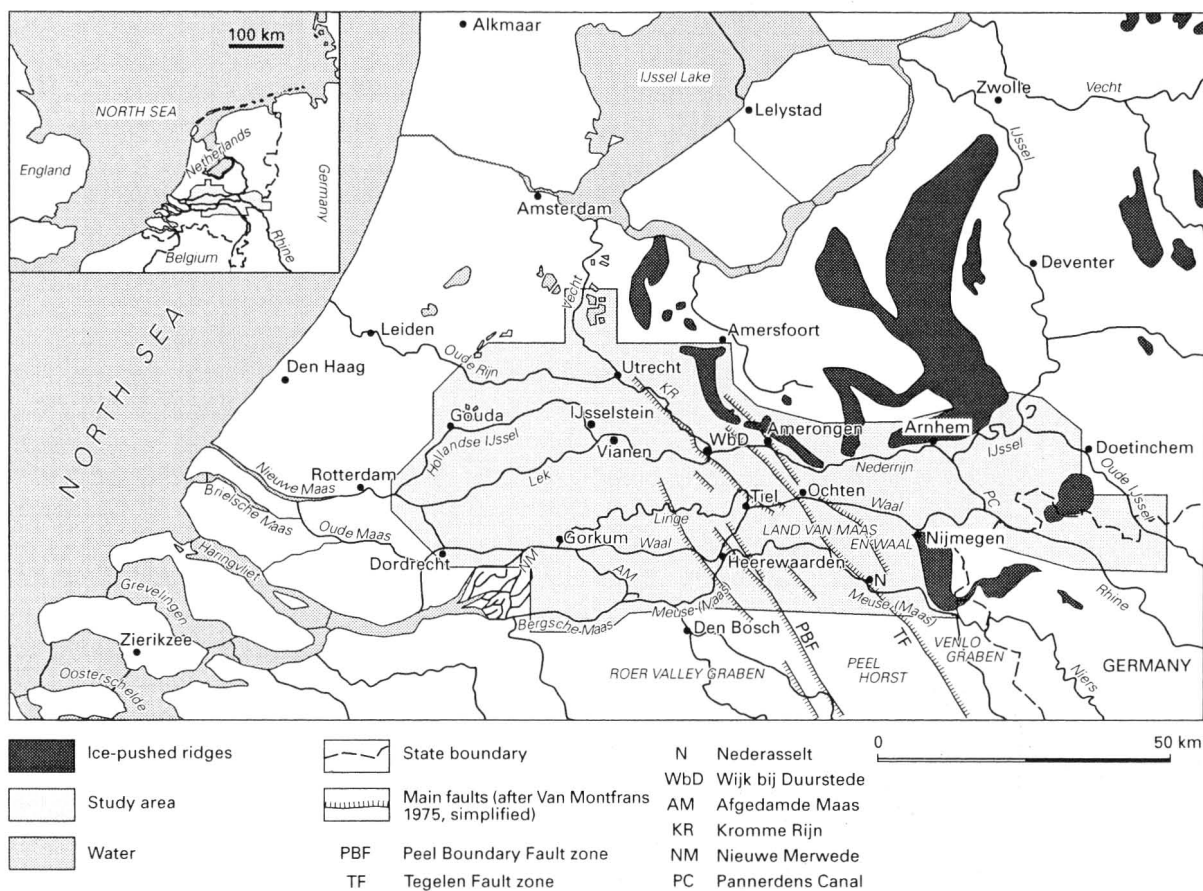 100 km
NORTH SEA
England
Netherlands
Germany
Belgium
Rhine
Alkmaar
IJssel Lake
Lelystad
Zwolle
Vecht
IJssel
Amsterdam
Deventer
Vecht
Leiden
Amersfoort
NORTH SEA
Den Haag
Oude Rijn
Utrecht
KR
Gouda
IJsselstein
Hollandse IJssel
Vianen
WbD
Amerongen
Arnhem
IJssel
Doetinchem
Nederrijn
Oude IJssel
Rotterdam
Nieuwe Maas
Lek
Brielsche Maas
Oude Maas
Tiel
Ochten
Waal
PC
Linge
LAND VAN MAAS
EN WAAL
Haringvliet
Dordrecht
NM
Gorkum
Waal
Heerewaarden
Nijmegen
Grevelingen
AM
N
Meuse (Maas)
Meuse (Maas)
Rhine
Bergsche-Maas
Den Bosch
Zierikzee
PBF
TF
VENLO
GRABEN
Oosterschelde
ROER VALLEY GRABEN
PEEL
HORST
Niers
GERMANY
Ice-pushed ridges
Study area
Water
State boundary
Main faults (after Van Montfrans
1975, simplified)
PBF Peel Boundary Fault zone
TF Tegelen Fault zone
N Nederasselt
WbD Wijk bij Duurstede
AM Afgedamde Maas
KR Kromme Rijn
NM Nieuwe Merwede
PC Pannerdens Canal
0 50 km